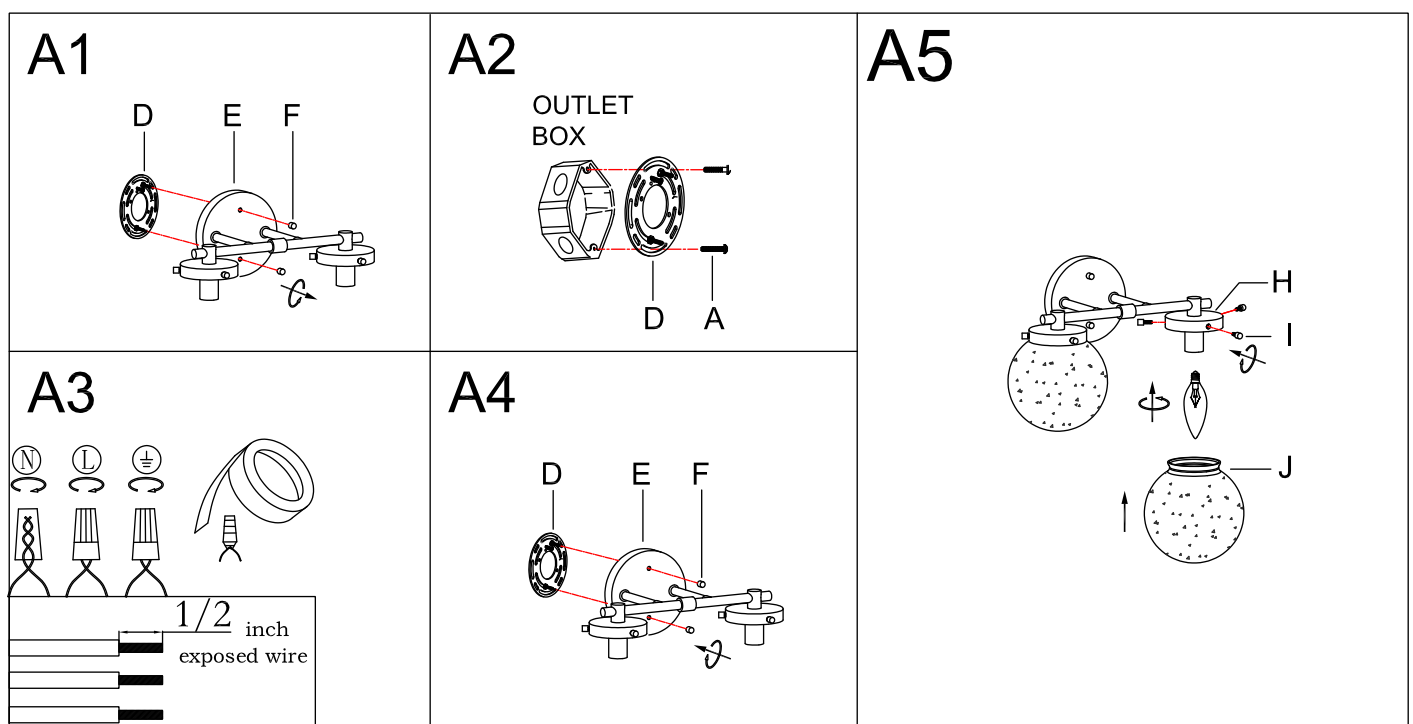 A1
D E F
A2
OUTLET
BOX
D A
A3
N L
1/2 inch
exposed wire
A4
D E F
A5
H
I
J